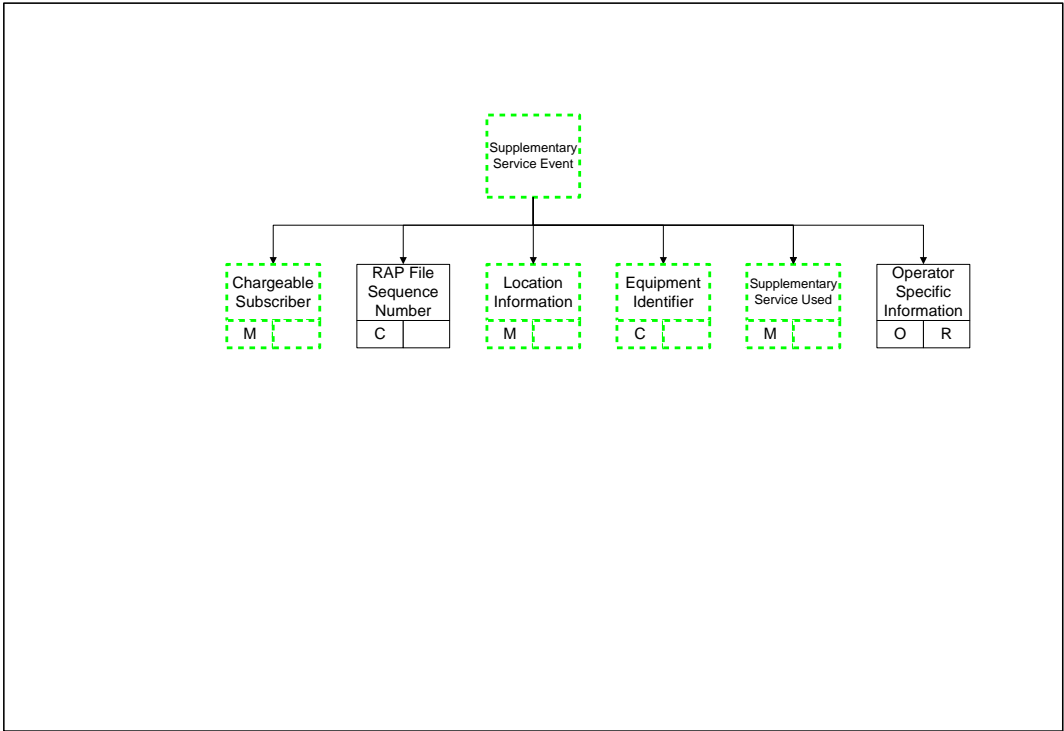 Supplementary
Service Event
Chargeable
Subscriber
M
RAP File
Sequence
Number
C
Location
Information
M
Equipment
Identifier
C
Supplementary
Service Used
M
Operator
Specific
Information
O R